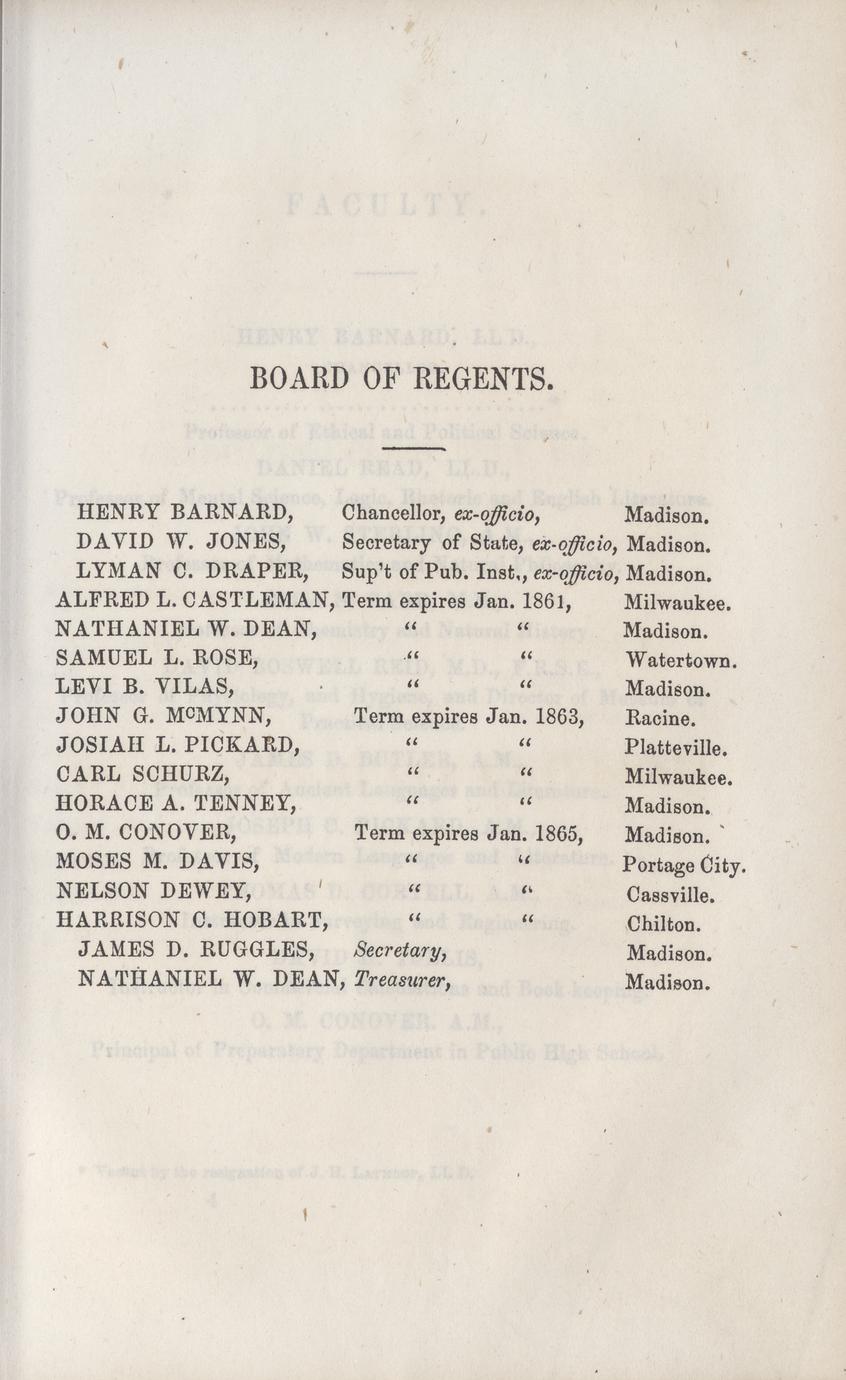 BOARD OF REGENTS.
HENRY BARNARD, Chancellor, ex-officio, Madison.
DAVID W. JONES, Secretary of State, ex-officio, Madison.
LYMAN C. DRAPER, Sup't of Pub. Inst., ex-officio, Madison.
ALFRED L. CASTLEMAN, Term expires Jan. 1861, Milwaukee.
NATHANIEL W. DEAN, “ “ Madison.
SAMUEL L. ROSE, “ “ Watertown.
LEVI B. VILAS, “ “ Madison.
JOHN G. McMYNN, Term expires Jan. 1863, Racine.
JOSIAH L. PICKARD, “ “ Platteville.
CARL SCHURZ, “ “ Milwaukee.
HORACE A. TENNEY, “ “ Madison.
O. M. CONOVER, Term expires Jan. 1865, Madison.
MOSES M. DAVIS, “ “ Portage City.
NELSON DEWEY, “ “ Cassville.
HARRISON C. HOBART, “ “ Chilton.
JAMES D. RUGGLES, Secretary, Madison.
NATHANIEL W. DEAN, Treasurer, Madison.